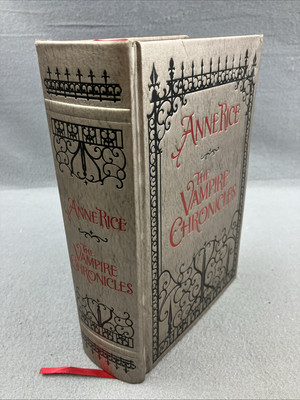 ANNE RICE
THE
VAMPIRE
CHRONICLES
ANNE RICE
THE
VAMPIRE
CHRONICLES